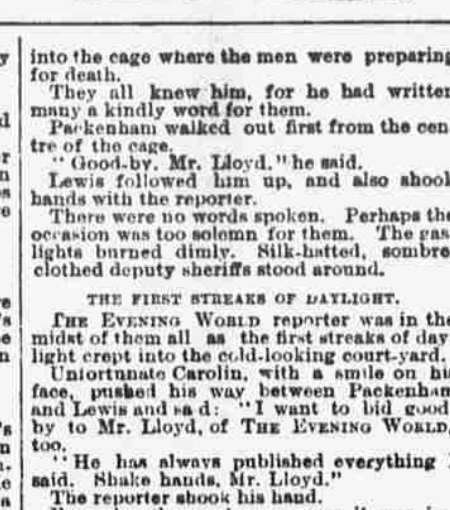 into the cage where the men were preparing
for death.
They all knew him, for he had written
many a kindly word for them.
Packenham walked out first from the cen-
tre of the cage.
"Good-by, Mr. Lloyd," he said.
Lewis followed him up, and also shook
hands with the reporter.
There were no words spoken. Perhaps the
occasion was too solemn for them. The gas-
lights burned dimly. Silk-hatted, sombre
clothed deputy sheriffs stood around.
THE FIRST STREAKS OF DAYLIGHT.
THE EVENING WORLD reporter was in the
midst of them all as the first streaks of day
light crept into the cold-looking court-yard.
Unfortunate Carolin, with a smile on his
face, pushed his way between Packenham
and Lewis and said: "I want to bid good
by to Mr. Lloyd, of THE EVENING WORLD,
too.
"He has always published everything I
said. Shake hands, Mr. Lloyd."
The reporter shook his hand.